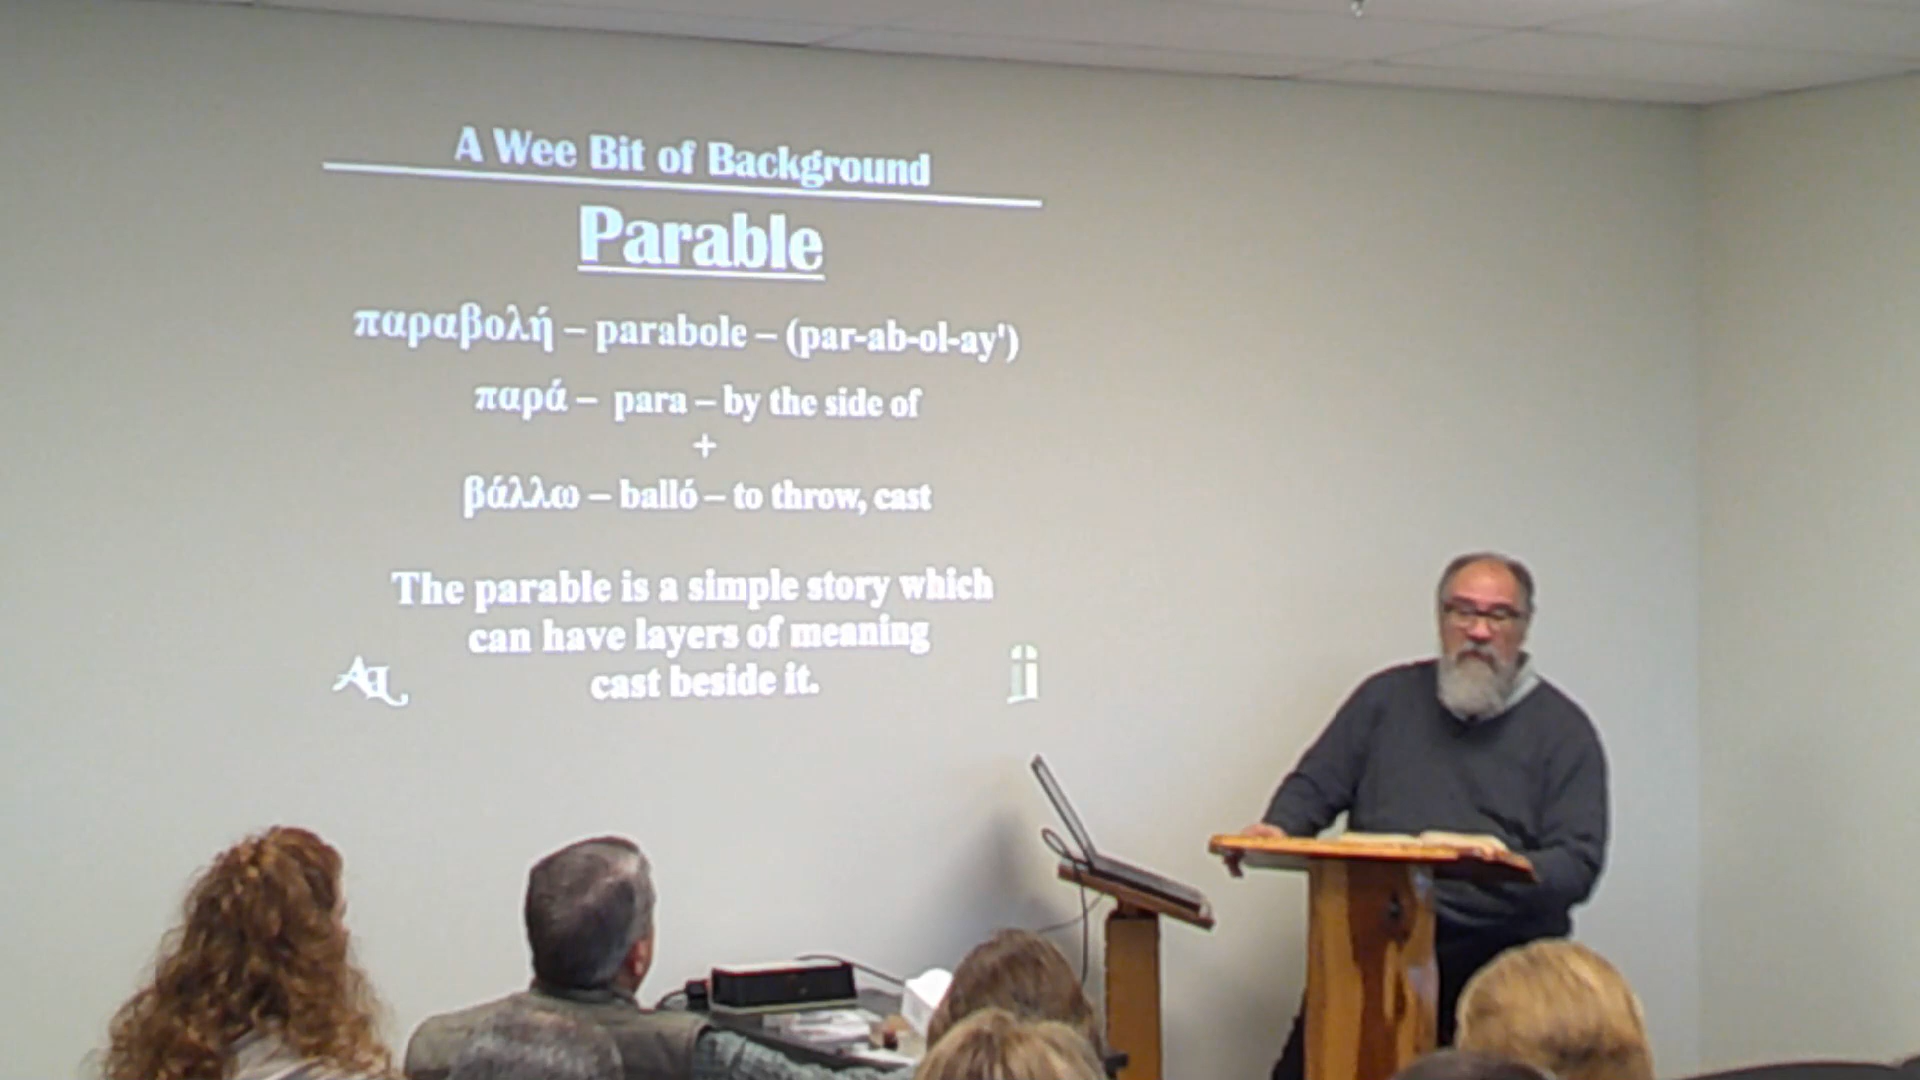 A Wee Bit of Background
Parable
παραβολή – parabole – (par-ab-ol-ay')
παρά – para – by the side of
+
βάλλω – balló – to throw, cast
The parable is a simple story which
can have layers of meaning
cast beside it.